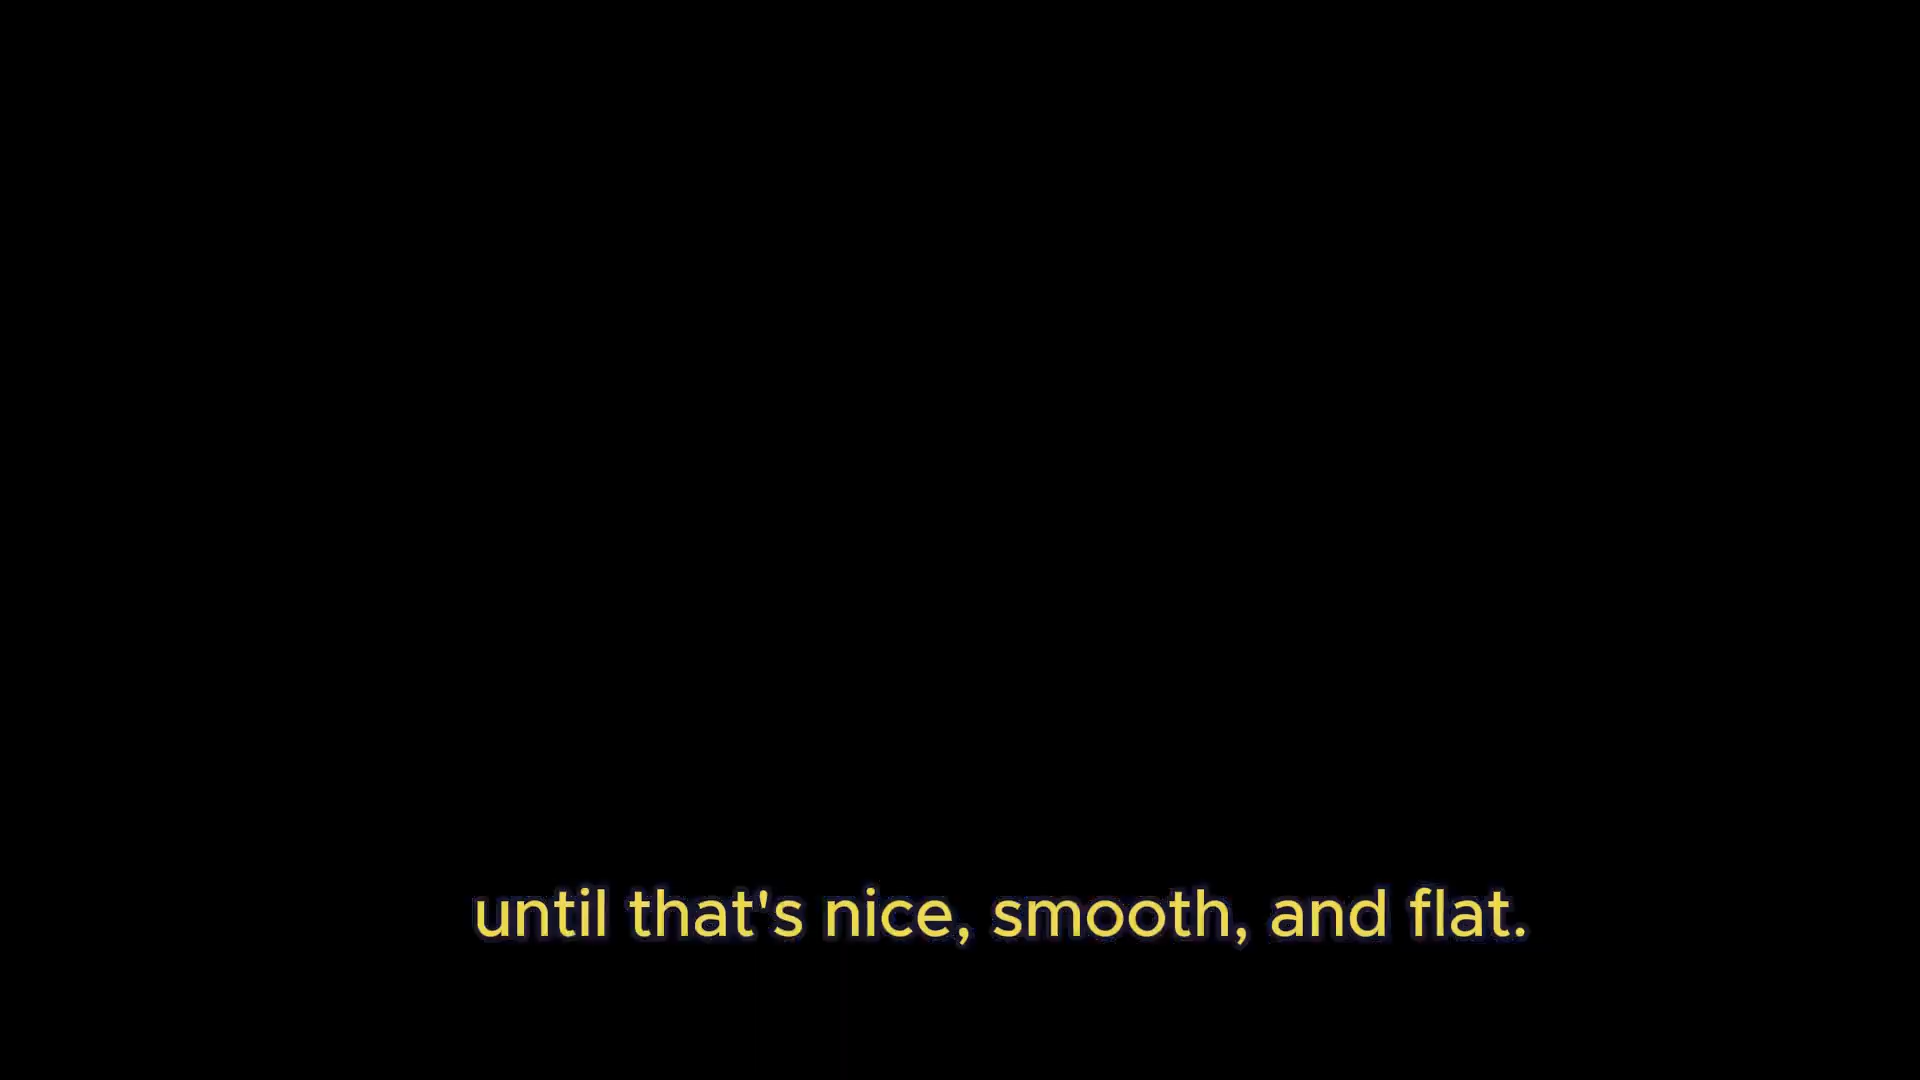 until that's nice, smooth, and flat.